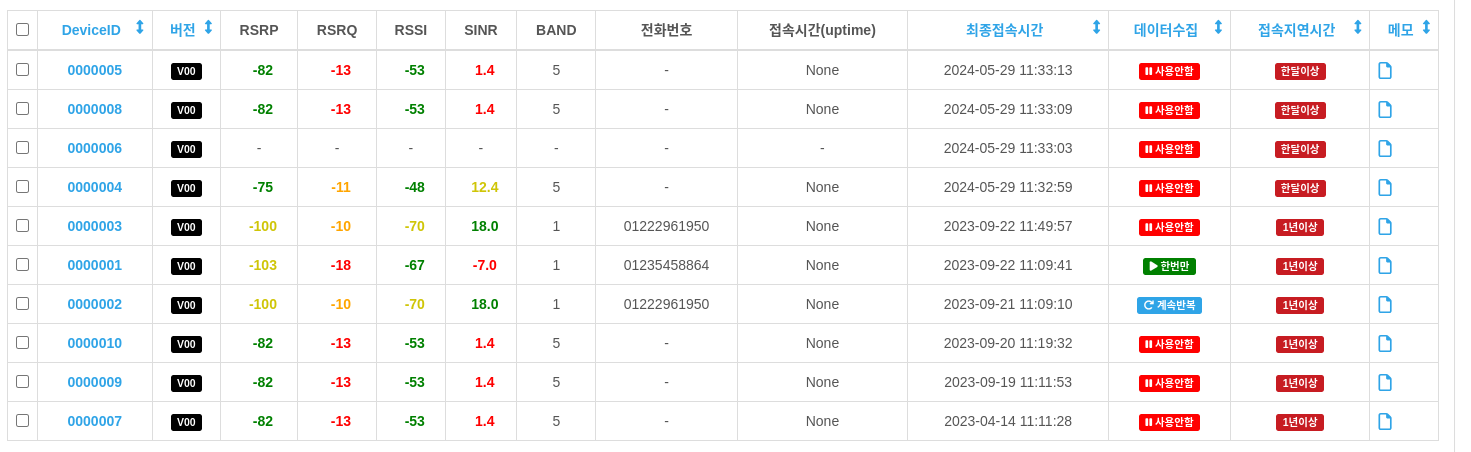 DeviceID 버전 RSRP RSRQ RSSI SINR BAND 전화번호 접속시간(uptime) 최종접속시간 데이터수집 접속지연시간 메모
0000005 V00 -82 -13 -53 1.4 5 - None 2024-05-29 11:33:13 사용안함 한달이상
0000008 V00 -82 -13 -53 1.4 5 - None 2024-05-29 11:33:09 사용안함 한달이상
0000006 V00 - - - - - - - 2024-05-29 11:33:03 사용안함 한달이상
0000004 V00 -75 -11 -48 12.4 5 - None 2024-05-29 11:32:59 사용안함 한달이상
0000003 V00 -100 -10 -70 18.0 1 01222961950 None 2023-09-22 11:49:57 사용안함 1년이상
0000001 V00 -103 -18 -67 -7.0 1 01235458864 None 2023-09-22 11:09:41 한번만 1년이상
0000002 V00 -100 -10 -70 18.0 1 01222961950 None 2023-09-21 11:09:10 계속반복 1년이상
0000010 V00 -82 -13 -53 1.4 5 - None 2023-09-20 11:19:32 사용안함 1년이상
0000009 V00 -82 -13 -53 1.4 5 - None 2023-09-19 11:11:53 사용안함 1년이상
0000007 V00 -82 -13 -53 1.4 5 - None 2023-04-14 11:11:28 사용안함 1년이상